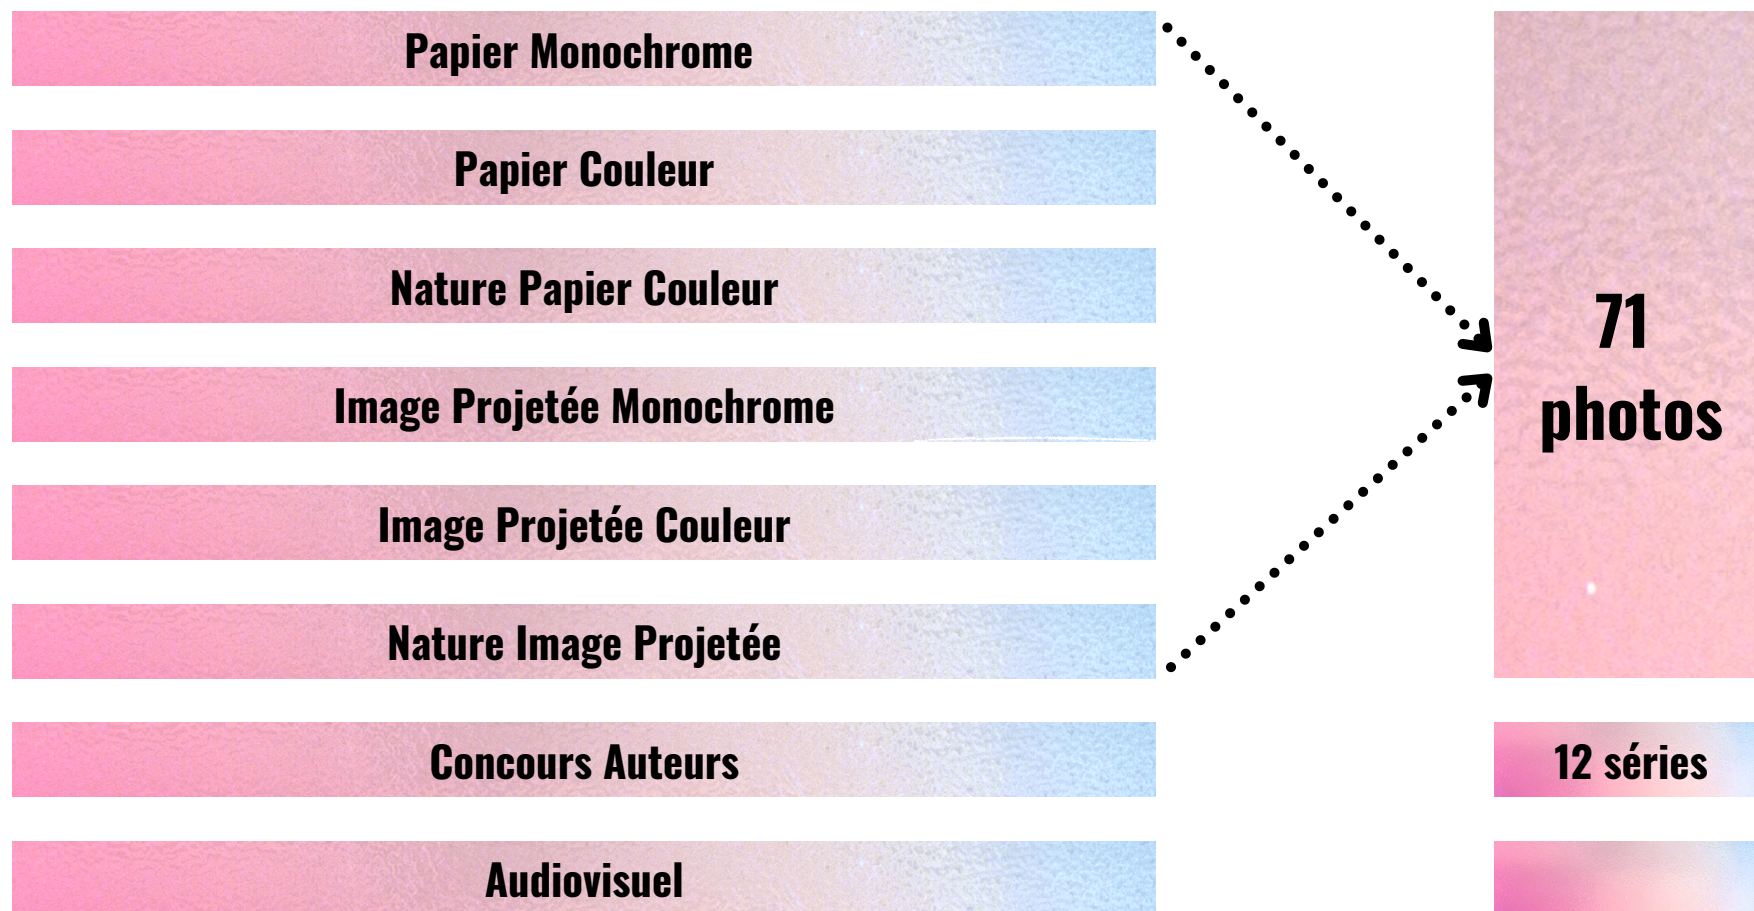 Papier Monochrome
Papier Couleur
Nature Papier Couleur
Image Projetée Monochrome
Image Projetée Couleur
Nature Image Projetée
71
photos
Concours Auteurs
12 séries
Audiovisuel